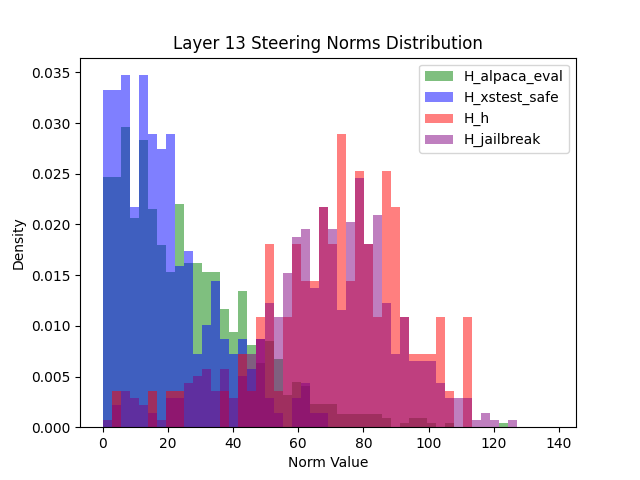 Layer 13 Steering Norms Distribution
H_alpaca_eval
H_xstest_safe
H_h
H_jailbreak
Density
0.035
0.030
0.025
0.020
0.015
0.010
0.005
0.000
0 20 40 60 80 100 120 140
Norm Value